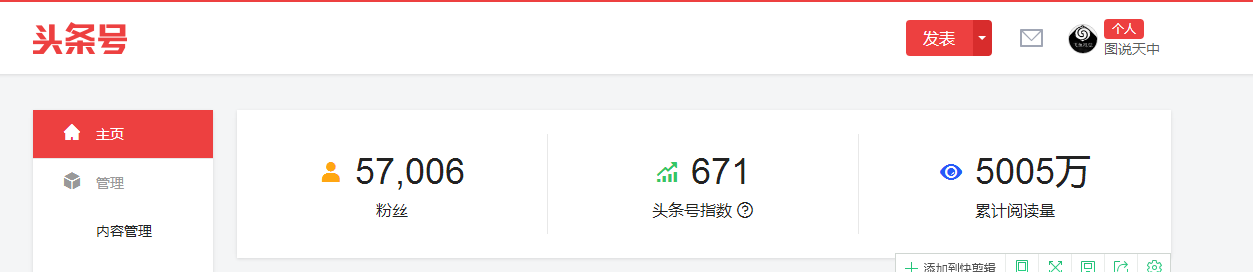 头条号
发表
个人
图说天中
主页
管理
内容管理
57,006
粉丝
671
头条号指数 ?
5005万
累计阅读量
添加到快剪辑